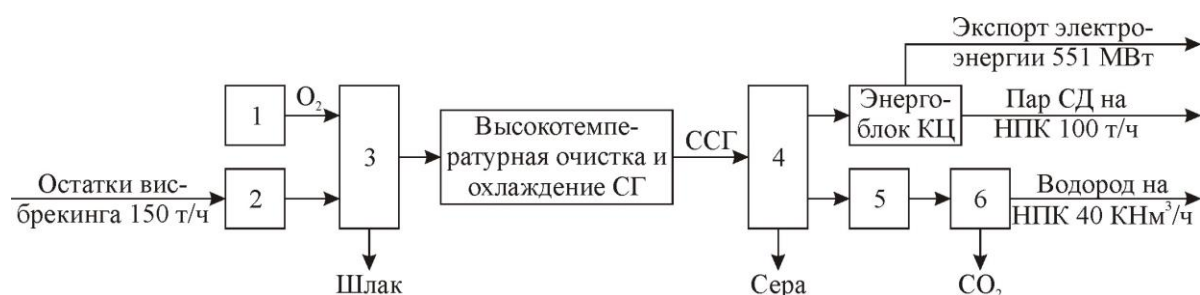 Экспорт электро-
энергии 551 МВт
1
O₂
3
Высокотемпе-
ратурная очистка и
охлаждение СГ
ССГ
4
Энерго-
блок КЦ
Пар СД на
НПК 100 т/ч
Остатки вис-
брекинга 150 т/ч
2
5
6
Водород на
НПК 40 КНм³/ч
Шлак
Сера
CO₂